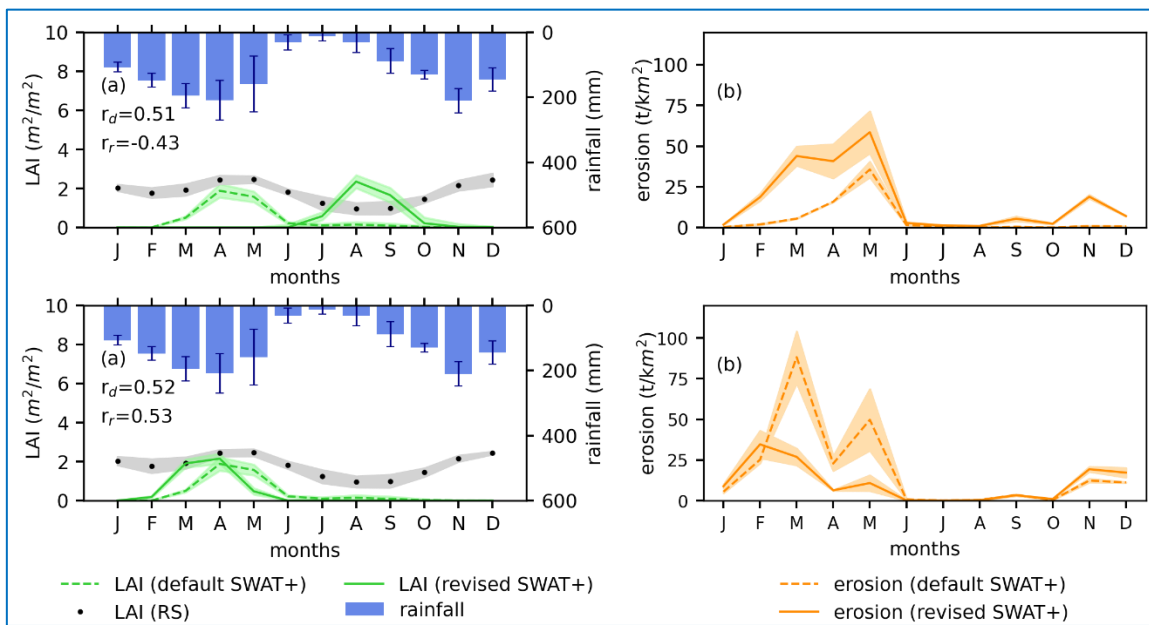 10
8
6
4
2
0
LAI (m²/m²)
(a)
r_d=0.51
r_r=-0.43
0
200
400
600
rainfall (mm)
J F M A M J J A S O N D
months
100
75
50
25
0
erosion (t/km²)
(b)
J F M A M J J A S O N D
months
10
8
6
4
2
0
LAI (m²/m²)
(a)
r_d=0.52
r_r=0.53
0
200
400
600
rainfall (mm)
J F M A M J J A S O N D
months
100
75
50
25
0
erosion (t/km²)
(b)
J F M A M J J A S O N D
months
LAI (default SWAT+)
LAI (revised SWAT+)
erosion (default SWAT+)
LAI (RS)
rainfall
erosion (revised SWAT+)